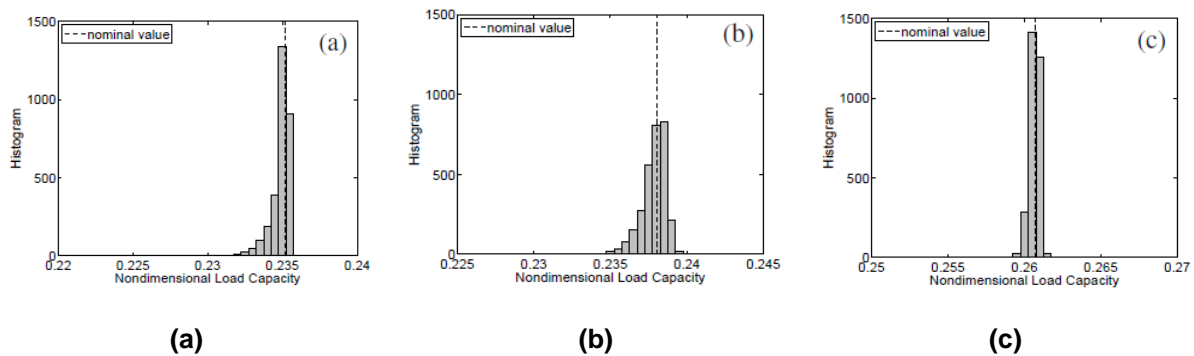 1500
nominal value
(a)
1000
500
0
Histogram
0.22 0.225 0.23 0.235 0.24
Nondimensional Load Capacity
1500
nominal value
(b)
1000
500
0
Histogram
0.225 0.23 0.235 0.24 0.245
Nondimensional Load Capacity
1500
nominal value
(c)
1000
500
0
Histogram
0.25 0.255 0.26 0.265 0.27
Nondimensional Load Capacity
(a) (b) (c)